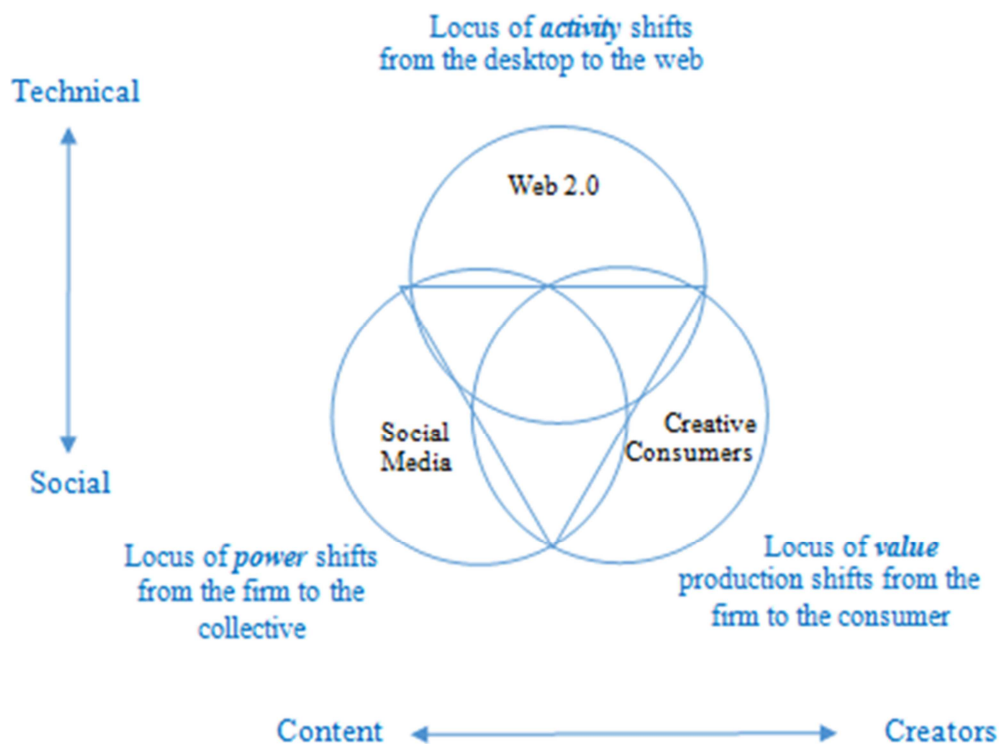 Locus of activity shifts
from the desktop to the web
Technical
Web 2.0
Social
Media
Creative
Consumers
Social
Locus of power shifts
from the firm to the
collective
Locus of value
production shifts from the
firm to the consumer
Content
Creators